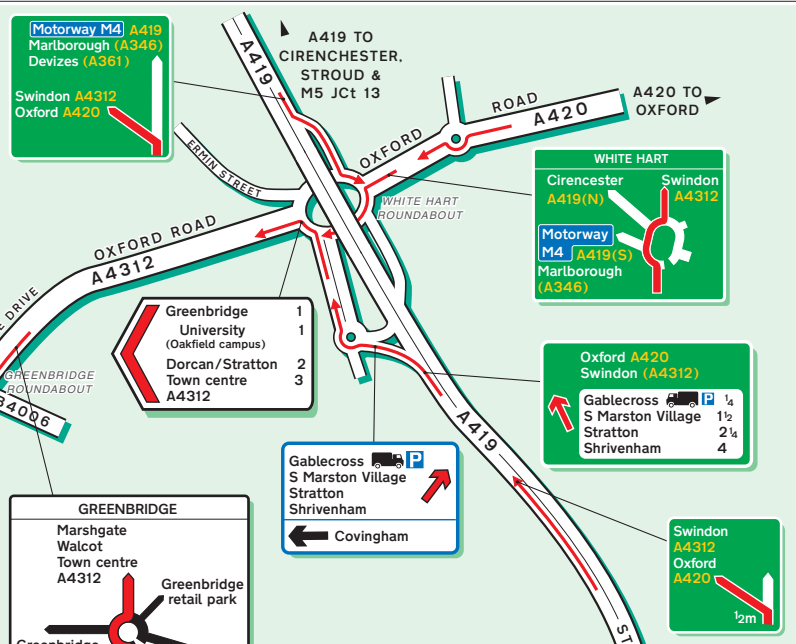 Motorway M4 A419
Marlborough (A346)
Devizes (A361)
Swindon A4312
Oxford A420
A419
A419 TO
CIRENCHESTER,
STROUD &
M5 JCt 13
OXFORD ROAD
A420
A420 TO
OXFORD
ERMIN STREET
WHITE HART
ROUNDABOUT
WHITE HART
Cirencester
A419(N)
Swindon
A4312
Motorway
M4 A419(S)
Marlborough
(A346)
OXFORD ROAD
A4312
E DRIVE
GREENBRIDGE
ROUNDABOUT
B4006
Greenbridge 1
University 1
(Oakfield campus)
Dorcan/Stratton 2
Town centre 3
A4312
Oxford A420
Swindon (A4312)
Gablecross P ¼
S Marston Village 1½
Stratton 2¼
Shrivenham 4
A419
Gablecross P
S Marston Village
Stratton
Shrivenham
Covingham
Swindon
A4312
Oxford
A420
½m
ST
GREENBRIDGE
Marshgate
Walcot
Town centre
A4312
Greenbridge
retail park
Greenbridge